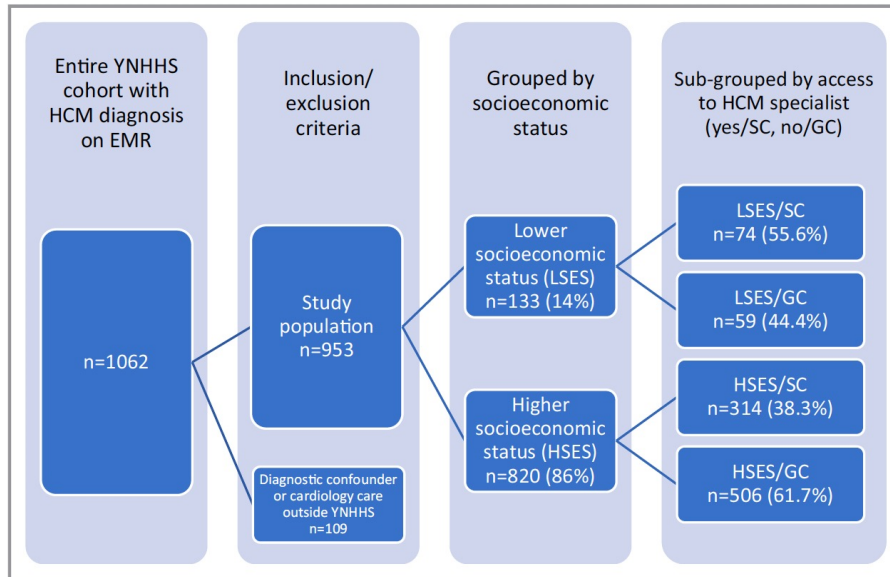 Entire YNHHS
cohort with
HCM diagnosis
on EMR
n=1062
Inclusion/
exclusion
criteria
Study
population
n=953
Diagnostic confounder
or cardiology care
outside YNHHS
n=109
Grouped by
socioeconomic
status
Lower
socioeconomic
status (LSES)
n=133 (14%)
Higher
socioeconomic
status (HSES)
n=820 (86%)
Sub-grouped by access
to HCM specialist
(yes/SC, no/GC)
LSES/SC
n=74 (55.6%)
LSES/GC
n=59 (44.4%)
HSES/SC
n=314 (38.3%)
HSES/GC
n=506 (61.7%)